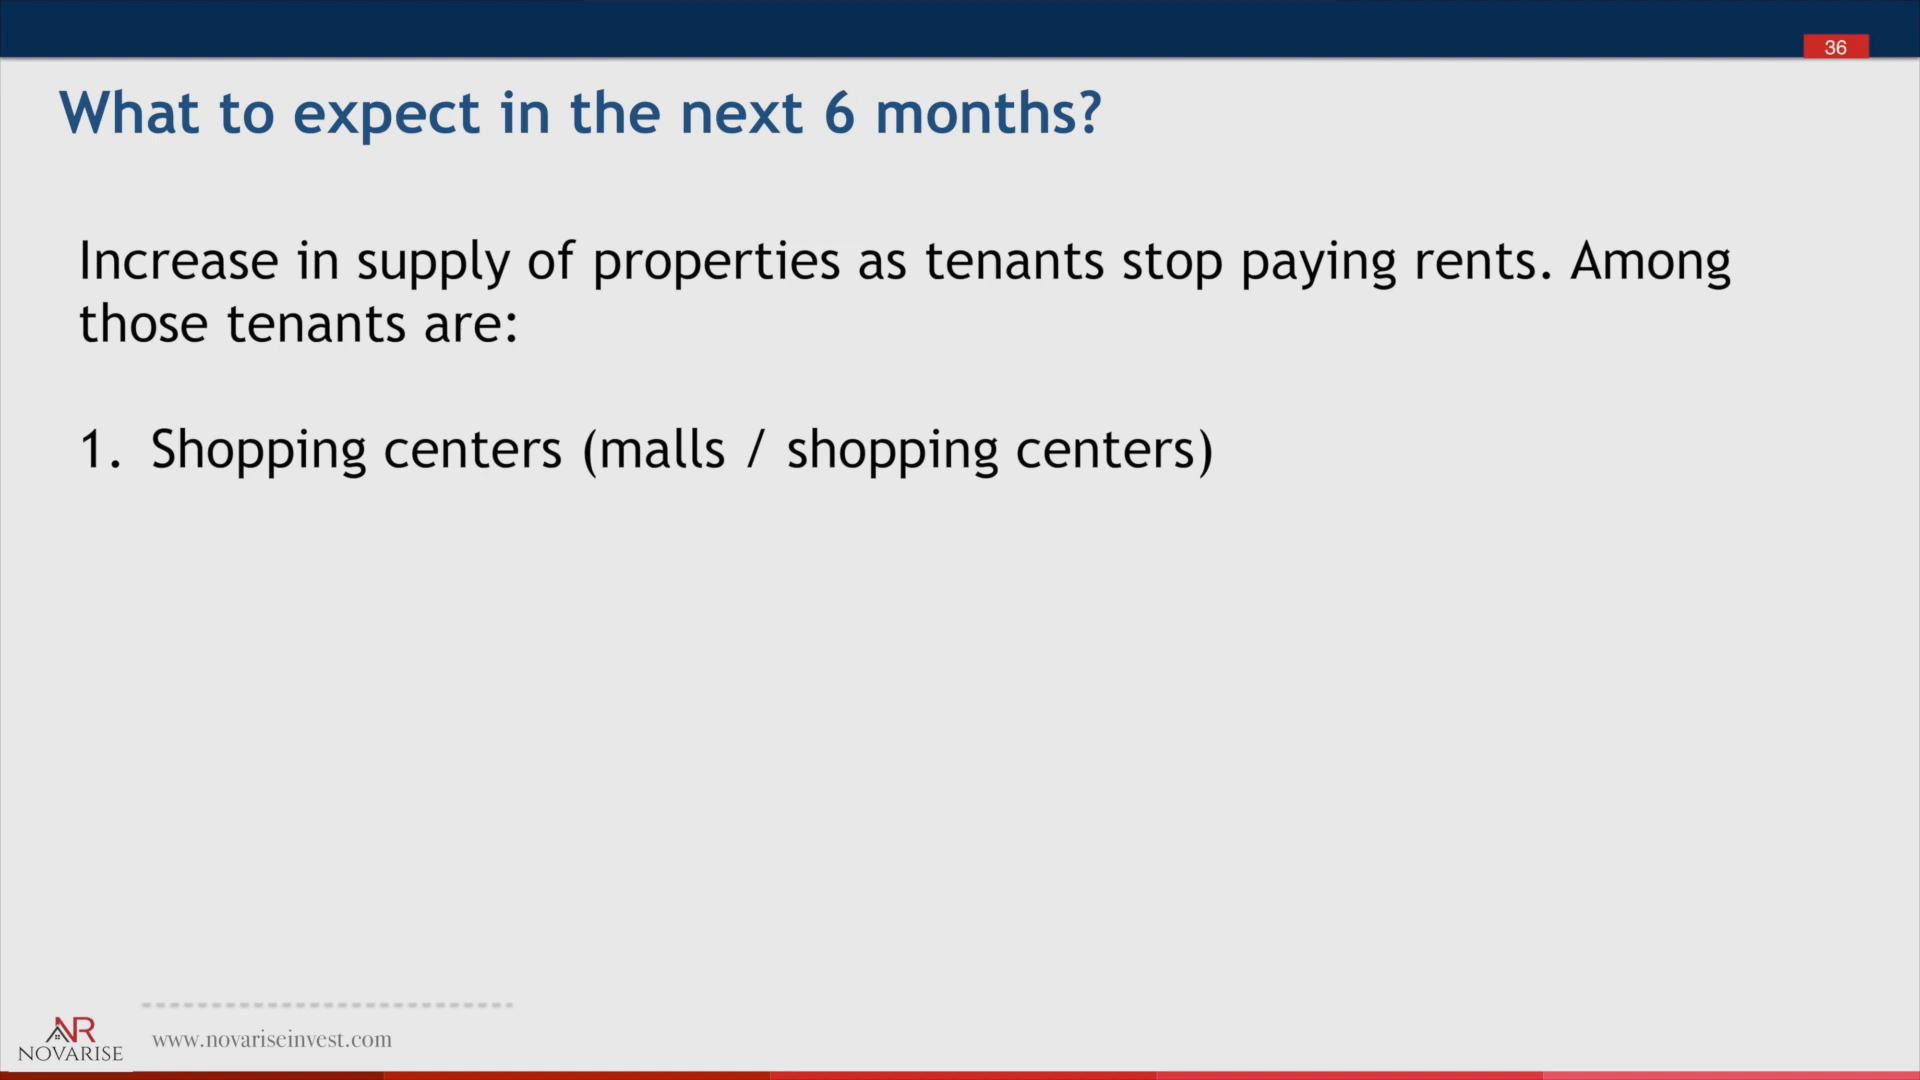 36
What to expect in the next 6 months?
Increase in supply of properties as tenants stop paying rents. Among
those tenants are:
1. Shopping centers (malls / shopping centers)
NR
NOVARISE
www.novariseinvest.com